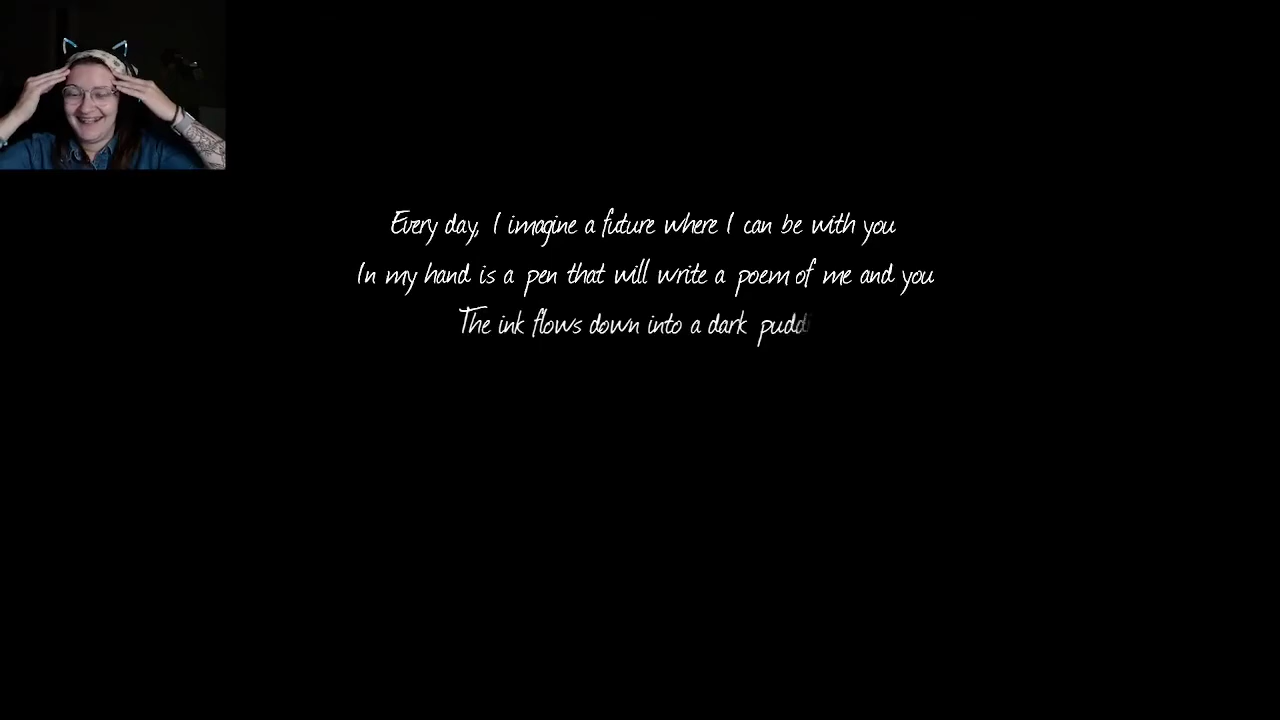 Every day, I imagine a future where I can be with you
In my hand is a pen that will write a poem of me and you
The ink flows down into a dark pudd